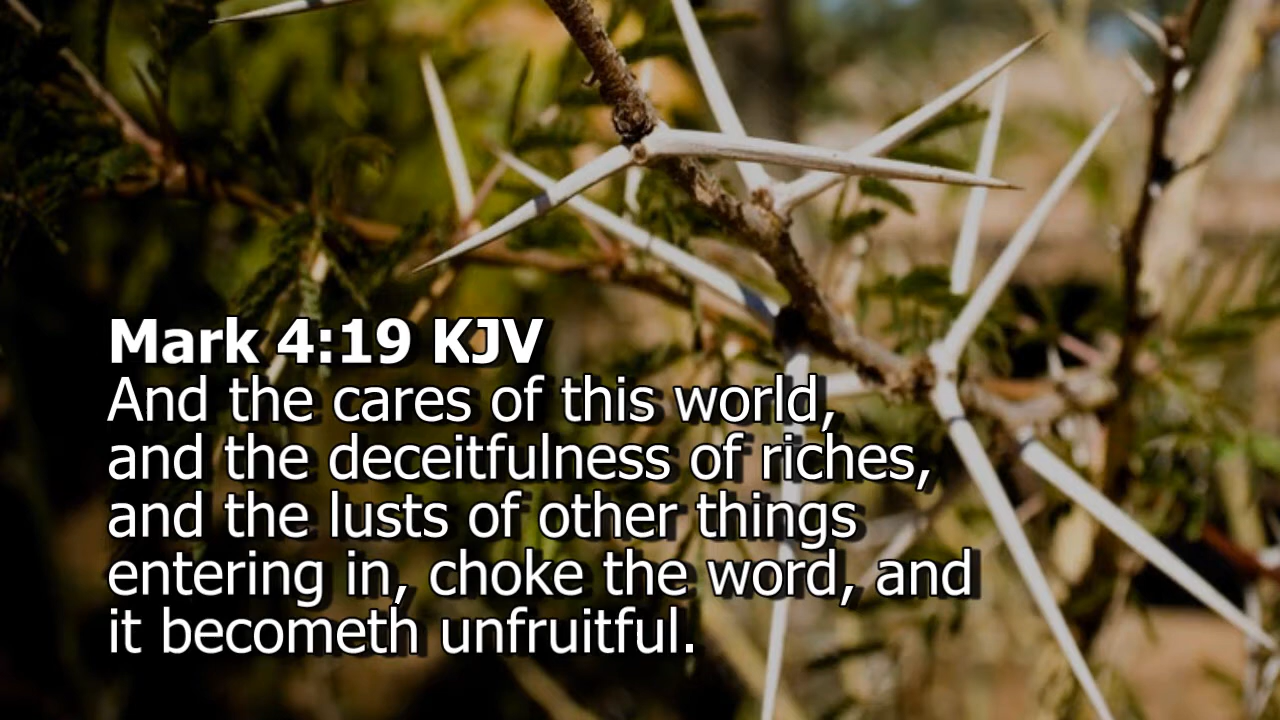 Mark 4:19 KJV
And the cares of this world,
and the deceitfulness of riches,
and the lusts of other things
entering in, choke the word, and
it becometh unfruitful.